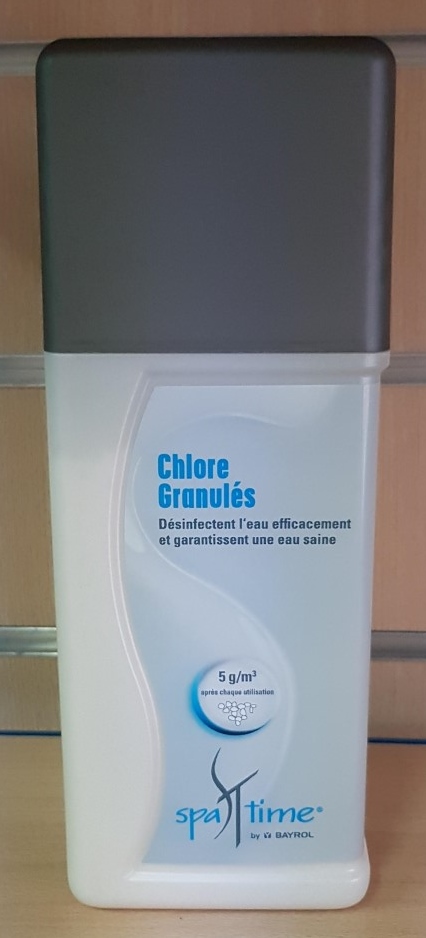 Chlore
Granulés
Désinfectent l'eau efficacement
et garantissent une eau saine
5 g/m³
après chaque utilisation
spa time®
by BAYROL